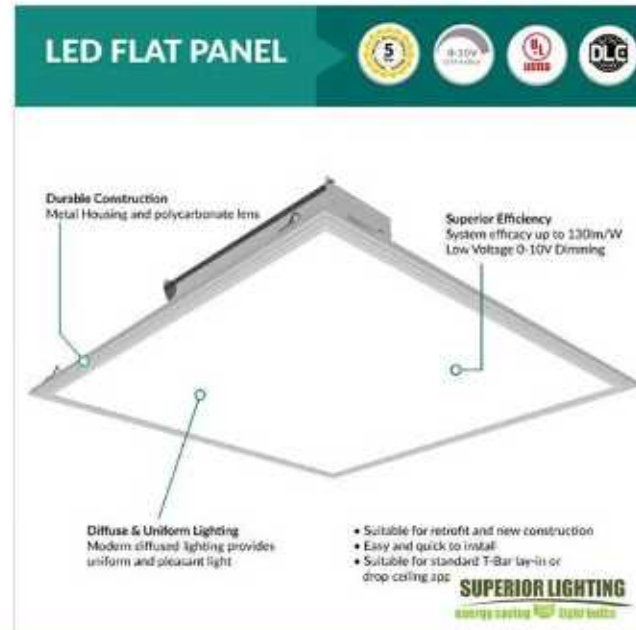 LED FLAT PANEL
5
0-10V
UL
LISTED
DLC
Durable Construction
Metal Housing and polycarbonate lens
Superior Efficiency
System efficacy up to 130lm/W
Low Voltage 0-10V Dimming
Diffuse & Uniform Lighting
Modern diffused lighting provides
uniform and pleasant light
• Suitable for retrofit and new construction
• Easy and quick to install
• Suitable for standard T-Bar lay-in or
drop ceiling app
SUPERIOR LIGHTING
energy saving light bulbs